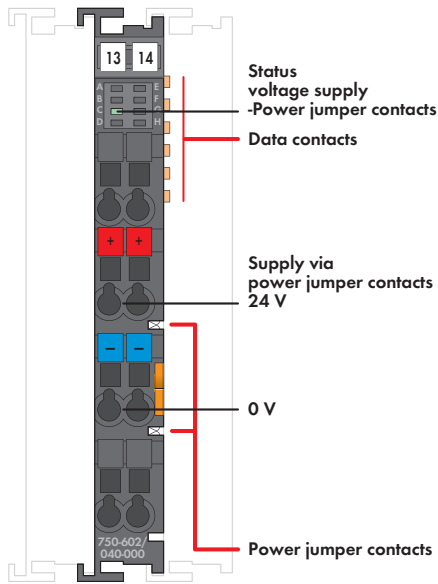 13 14
A E
B F
C G
D H
Status
voltage supply
-Power jumper contacts
Data contacts
+ +
Supply via
power jumper contacts
24 V
− −
0 V
750-602/
040-000
Power jumper contacts